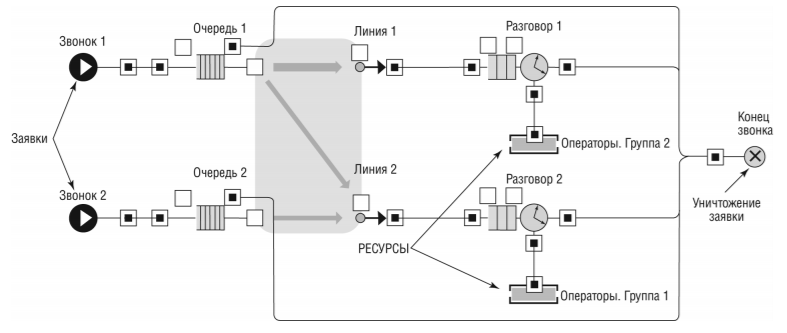 Очередь 1
Линия 1
Разговор 1
Звонок 1
Заявки
Операторы. Группа 2
Конец
звонка
Очередь 2
Линия 2
Разговор 2
Звонок 2
Уничтожение
заявки
РЕСУРСЫ
Операторы. Группа 1